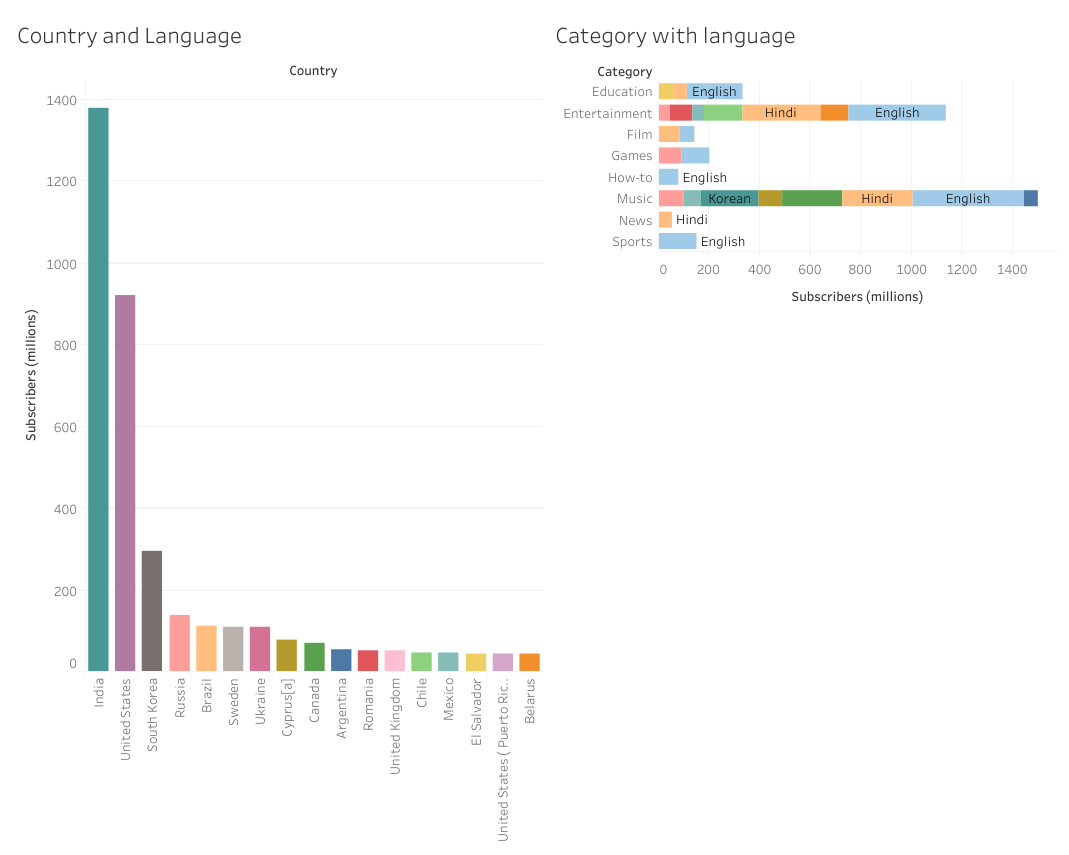 Country and Language
Country
Subscribers (millions)
1400
1200
1000
800
600
400
200
0
India
United States
South Korea
Russia
Brazil
Sweden
Ukraine
Cyprus[a]
Canada
Argentina
Romania
United Kingdom
Chile
Mexico
El Salvador
United States ( Puerto Ric..
Belarus
Category with language
Category
Education English
Entertainment Hindi English
Film
Games
How-to English
Music Korean Hindi English
News Hindi
Sports English
0 200 400 600 800 1000 1200 1400
Subscribers (millions)